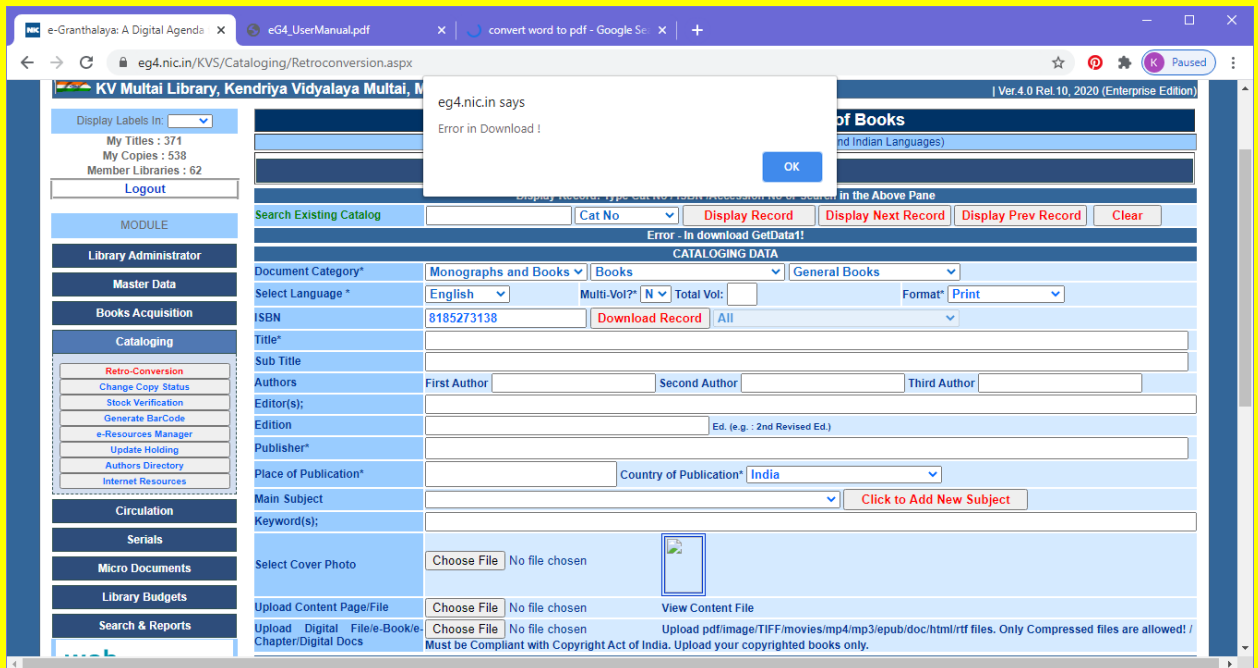 NIC e-Granthalaya: A Digital Agenda
eG4_UserManual.pdf
convert word to pdf - Google Se
eg4.nic.in/KVS/Cataloging/Retroconversion.aspx
K Paused
KV Multai Library, Kendriya Vidyalaya Multai, M
| Ver.4.0 Rel.10, 2020 (Enterprise Edition)
eg4.nic.in says
Error in Download !
OK
Display Labels In:
My Titles : 371
My Copies : 538
Member Libraries : 62
Logout
of Books
nd Indian Languages)
Display Record: Type Cat No / ISBN /Accession No or search in the Above Pane
Search Existing Catalog Cat No Display Record Display Next Record Display Prev Record Clear
Error - In download GetData1!
MODULE
Library Administrator
Master Data
Books Acquisition
Cataloging
Retro-Conversion
Change Copy Status
Stock Verification
Generate BarCode
e-Resources Manager
Update Holding
Authors Directory
Internet Resources
Circulation
Serials
Micro Documents
Library Budgets
Search & Reports
CATALOGING DATA
Document Category* Monographs and Books Books General Books
Select Language * English Multi-Vol?* N Total Vol: Format* Print
ISBN 8185273138 Download Record All
Title*
Sub Title
Authors First Author Second Author Third Author
Editor(s);
Edition Ed. (e.g. : 2nd Revised Ed.)
Publisher*
Place of Publication* Country of Publication* India
Main Subject Click to Add New Subject
Keyword(s);
Select Cover Photo Choose File No file chosen
Upload Content Page/File Choose File No file chosen View Content File
Upload Digital File/e-Book/e-
Chapter/Digital Docs
Choose File No file chosen Upload pdf/image/TIFF/movies/mp4/mp3/epub/doc/html/rtf files. Only Compressed files are allowed! /
Must be Compliant with Copyright Act of India. Upload your copyrighted books only.